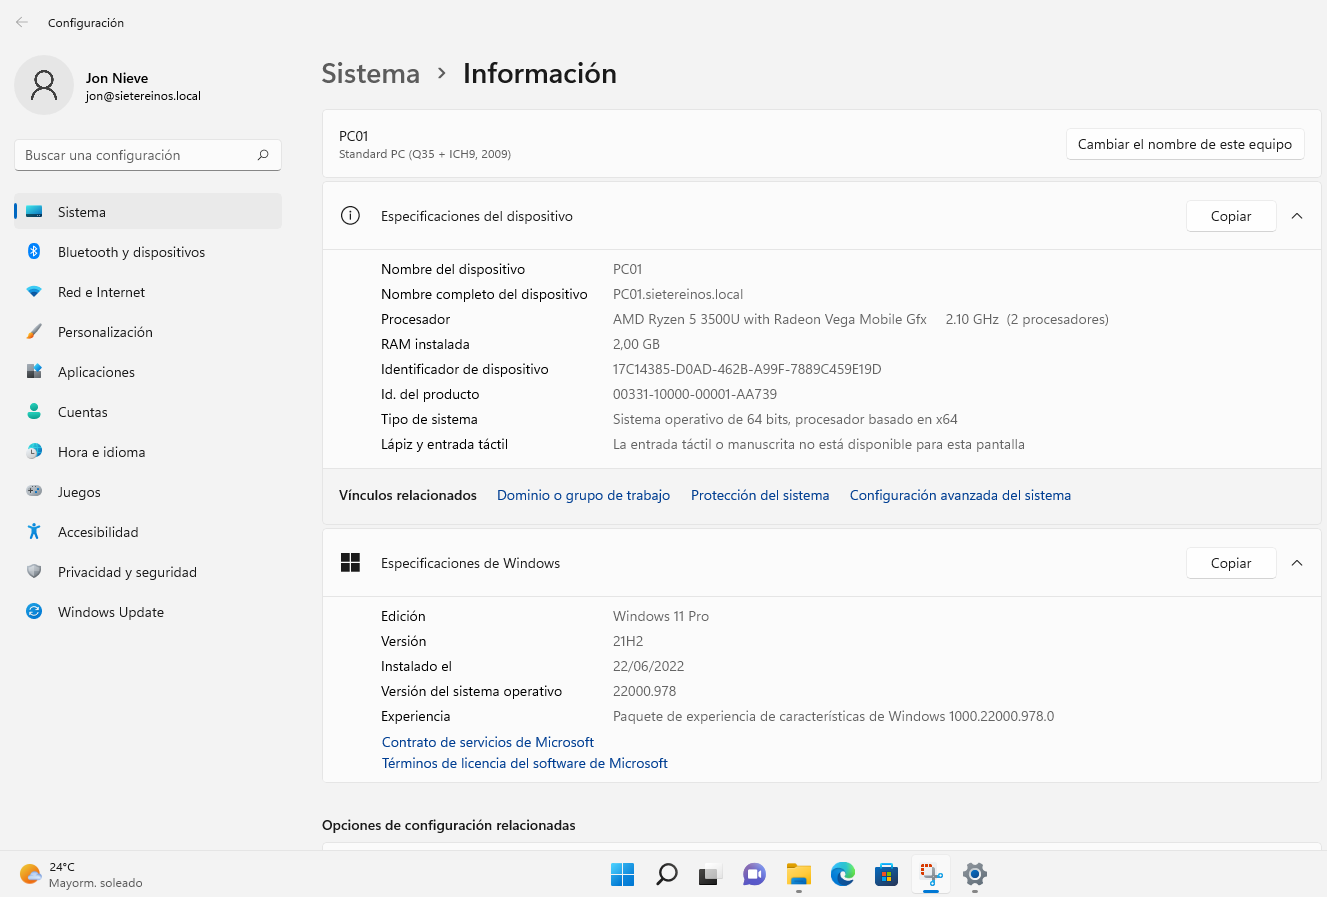 Configuración
Jon Nieve
jon@sietereinos.local
Buscar una configuración
Sistema
Bluetooth y dispositivos
Red e Internet
Personalización
Aplicaciones
Cuentas
Hora e idioma
Juegos
Accesibilidad
Privacidad y seguridad
Windows Update
Sistema › Información
PC01
Standard PC (Q35 + ICH9, 2009)
Cambiar el nombre de este equipo
Especificaciones del dispositivo
Copiar
Nombre del dispositivo PC01
Nombre completo del dispositivo PC01.sietereinos.local
Procesador AMD Ryzen 5 3500U with Radeon Vega Mobile Gfx 2.10 GHz (2 procesadores)
RAM instalada 2,00 GB
Identificador de dispositivo 17C14385-D0AD-462B-A99F-7889C459E19D
Id. del producto 00331-10000-00001-AA739
Tipo de sistema Sistema operativo de 64 bits, procesador basado en x64
Lápiz y entrada táctil La entrada táctil o manuscrita no está disponible para esta pantalla
Vínculos relacionados Dominio o grupo de trabajo Protección del sistema Configuración avanzada del sistema
Especificaciones de Windows
Copiar
Edición Windows 11 Pro
Versión 21H2
Instalado el 22/06/2022
Versión del sistema operativo 22000.978
Experiencia Paquete de experiencia de características de Windows 1000.22000.978.0
Contrato de servicios de Microsoft
Términos de licencia del software de Microsoft
Opciones de configuración relacionadas
24°C
Mayorm. soleado